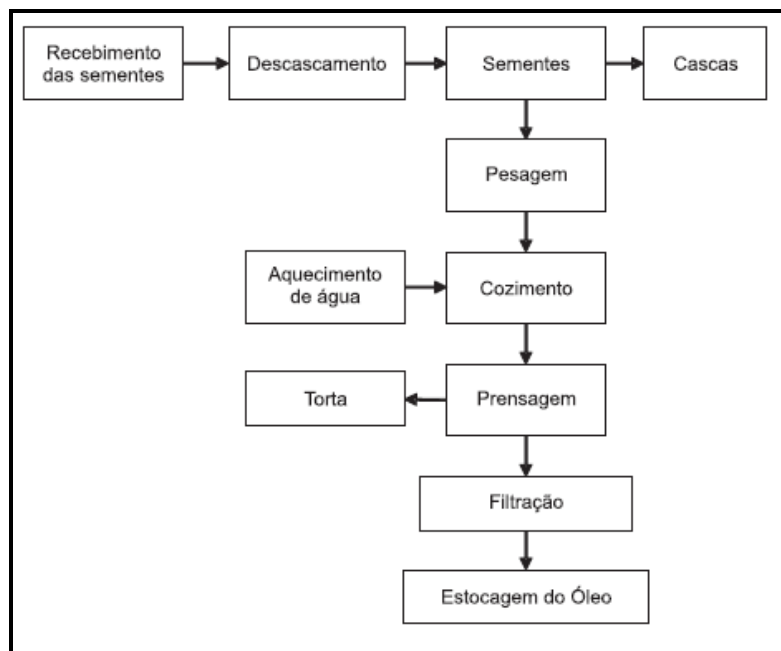 Recebimento
das sementes
Descascamento
Sementes
Cascas
Pesagem
Aquecimento
de água
Cozimento
Torta
Prensagem
Filtração
Estocagem do Óleo